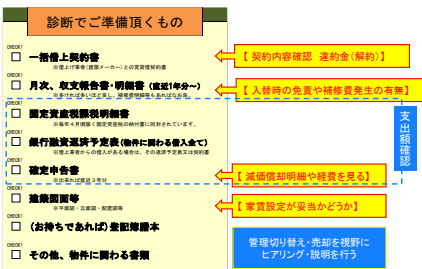 診断でご準備頂くもの
CHECK!
□ 一括借上契約書
※借上げ業者(建築メーカー)との賃貸借契約書
【 契約内容確認 違約金(解約) 】
CHECK!
□ 月次、収支報告書・明細書 (直近1年分~)
※多ければ多いほど良し、補修費明細等もあればなお良。
【 入替時の免責や補修費発生の有無】
CHECK!
□ 固定資産税課税明細書
※毎年4月頃届く固定資産税の納付書に同封されています。
CHECK!
□ 銀行融資返済予定表(物件に関わる借入全て)
※借上業者からの借入がある場合は、その返済予定表又は契約書
支出額確認
CHECK!
□ 確定申告書
※出来れば直近3年分
【 減価償却明細や経費を見る】
CHECK!
□ 建築図面等
※平面図・立面図・配置図等
【 家賃設定が妥当かどうか】
CHECK!
□ (お持ちであれば)登記簿謄本
CHECK!
□ その他、物件に関わる書類
管理切り替え・売却を視野に
ヒアリング・説明を行う